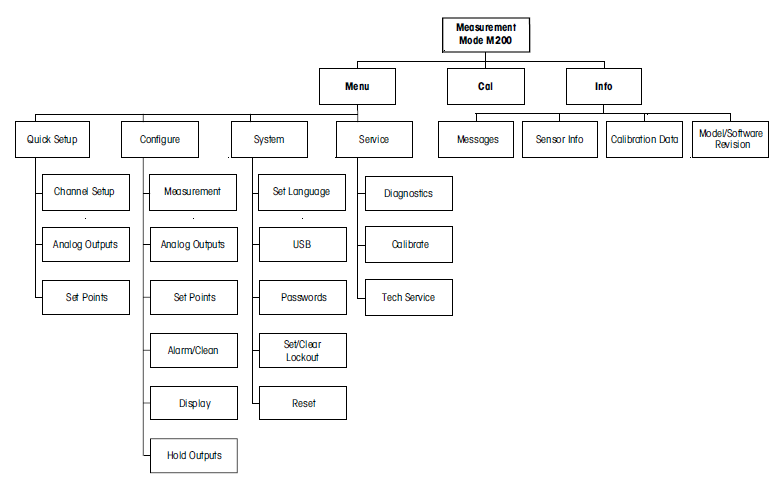 Measurement
Mode M200
Menu
Cal
Info
Quick Setup
Configure
System
Service
Messages
Sensor Info
Calibration Data
Model/Software
Revision
Channel Setup
Measurement
Set Language
Diagnostics
Analog Outputs
Analog Outputs
USB
Calibrate
Set Points
Set Points
Passwords
Tech Service
Alarm/Clean
Set/Clear
Lockout
Display
Reset
Hold Outputs